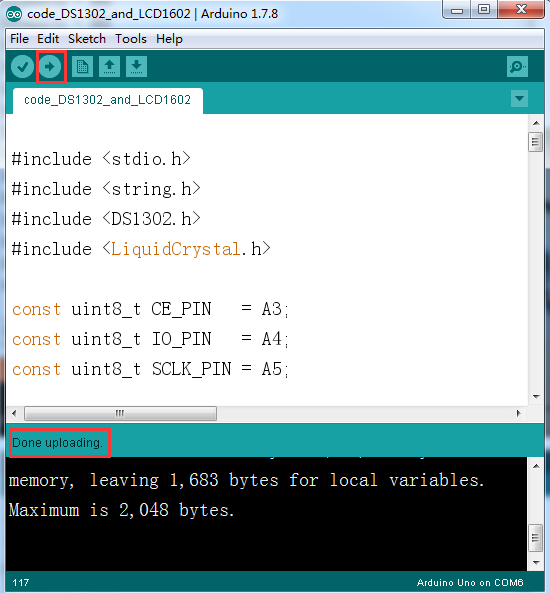 code_DS1302_and_LCD1602 | Arduino 1.7.8
File Edit Sketch Tools Help
code_DS1302_and_LCD1602
#include <stdio.h>
#include <string.h>
#include <DS1302.h>
#include <LiquidCrystal.h>
const uint8_t CE_PIN   = A3;
const uint8_t IO_PIN   = A4;
const uint8_t SCLK_PIN = A5;
Done uploading.
memory, leaving 1,683 bytes for local variables.
Maximum is 2,048 bytes.
117
Arduino Uno on COM6